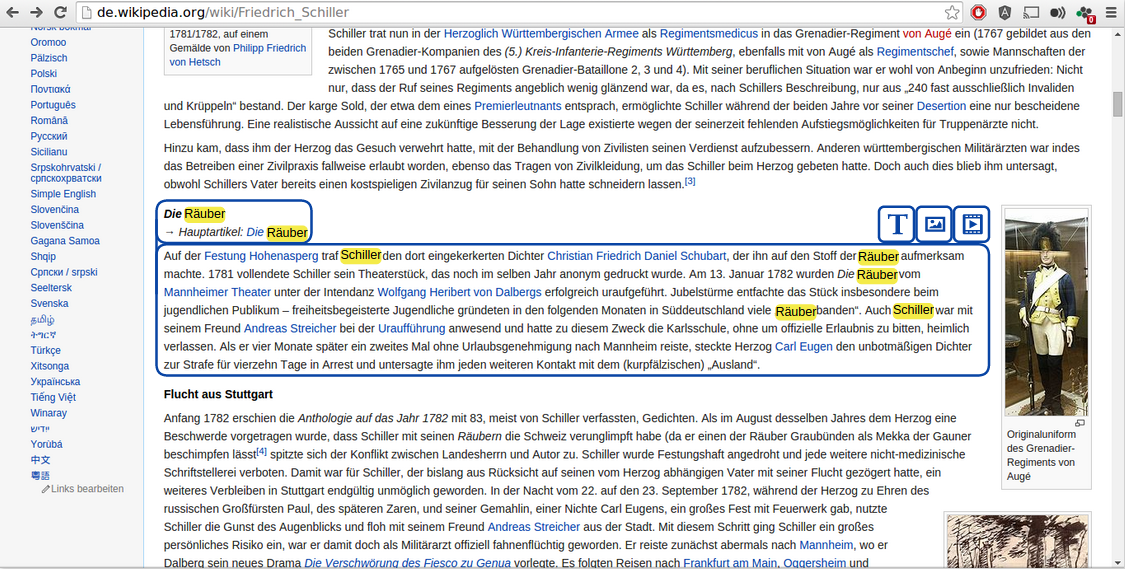 de.wikipedia.org/wiki/Friedrich_Schiller
0
Norsk bokmål
Oromoo
Pälzisch
Polski
Ποντιακά
Português
Română
Русский
Sicilianu
Srpskohrvatski /
српскохрватски
Simple English
Slovenčina
Slovenščina
Gagana Samoa
Shqip
Српски / srpski
Seeltersk
Svenska
தமிழ்
ትግርኛ
Türkçe
Xitsonga
Українська
Tiếng Việt
Winaray
ייִדיש
Yorùbá
中文
粵語
Links bearbeiten
1781/1782, auf einem
Gemälde von Philipp Friedrich
von Hetsch
Schiller trat nun in der Herzoglich Württembergischen Armee als Regimentsmedicus in das Grenadier-Regiment von Augé ein (1767 gebildet aus den
beiden Grenadier-Kompanien des (5.) Kreis-Infanterie-Regiments Württemberg, ebenfalls mit von Augé als Regimentschef, sowie Mannschaften der
zwischen 1765 und 1767 aufgelösten Grenadier-Bataillone 2, 3 und 4). Mit seiner beruflichen Situation war er wohl von Anbeginn unzufrieden: Nicht
nur, dass der Ruf seines Regiments angeblich wenig glänzend war, da es, nach Schillers Beschreibung, nur aus „240 fast ausschließlich Invaliden
und Krüppeln“ bestand. Der karge Sold, der etwa dem eines Premierleutnants entsprach, ermöglichte Schiller während der beiden Jahre vor seiner Desertion eine nur bescheidene
Lebensführung. Eine realistische Aussicht auf eine zukünftige Besserung der Lage existierte wegen der seinerzeit fehlenden Aufstiegsmöglichkeiten für Truppenärzte nicht.
Hinzu kam, dass ihm der Herzog das Gesuch verwehrt hatte, mit der Behandlung von Zivilisten seinen Verdienst aufzubessern. Anderen württembergischen Militärärzten war indes
das Betreiben einer Zivilpraxis fallweise erlaubt worden, ebenso das Tragen von Zivilkleidung, um das Schiller beim Herzog gebeten hatte. Doch auch dies blieb ihm untersagt,
obwohl Schillers Vater bereits einen kostspieligen Zivilanzug für seinen Sohn hatte schneidern lassen.[3]
Die Räuber
→ Hauptartikel: Die Räuber
T
Auf der Festung Hohenasperg traf Schiller den dort eingekerkerten Dichter Christian Friedrich Daniel Schubart, der ihn auf den Stoff der Räuber aufmerksam
machte. 1781 vollendete Schiller sein Theaterstück, das noch im selben Jahr anonym gedruckt wurde. Am 13. Januar 1782 wurden Die Räuber vom
Mannheimer Theater unter der Intendanz Wolfgang Heribert von Dalbergs erfolgreich uraufgeführt. Jubelstürme entfachte das Stück insbesondere beim
jugendlichen Publikum – freiheitsbegeisterte Jugendliche gründeten in den folgenden Monaten in Süddeutschland viele Räuberbanden“. Auch Schiller war mit
seinem Freund Andreas Streicher bei der Uraufführung anwesend und hatte zu diesem Zweck die Karlsschule, ohne um offizielle Erlaubnis zu bitten, heimlich
verlassen. Als er vier Monate später ein zweites Mal ohne Urlaubsgenehmigung nach Mannheim reiste, steckte Herzog Carl Eugen den unbotmäßigen Dichter
zur Strafe für vierzehn Tage in Arrest und untersagte ihm jeden weiteren Kontakt mit dem (kurpfälzischen) „Ausland“.
Originaluniform
des Grenadier-
Regiments von
Augé
Flucht aus Stuttgart
Anfang 1782 erschien die Anthologie auf das Jahr 1782 mit 83, meist von Schiller verfassten, Gedichten. Als im August desselben Jahres dem Herzog eine
Beschwerde vorgetragen wurde, dass Schiller mit seinen Räubern die Schweiz verunglimpft habe (da er einen der Räuber Graubünden als Mekka der Gauner
beschimpfen lässt[4] spitzte sich der Konflikt zwischen Landesherrn und Autor zu. Schiller wurde Festungshaft angedroht und jede weitere nicht-medizinische
Schriftstellerei verboten. Damit war für Schiller, der bislang aus Rücksicht auf seinen vom Herzog abhängigen Vater mit seiner Flucht gezögert hatte, ein
weiteres Verbleiben in Stuttgart endgültig unmöglich geworden. In der Nacht vom 22. auf den 23. September 1782, während der Herzog zu Ehren des
russischen Großfürsten Paul, des späteren Zaren, und seiner Gemahlin, einer Nichte Carl Eugens, ein großes Fest mit Feuerwerk gab, nutzte
Schiller die Gunst des Augenblicks und floh mit seinem Freund Andreas Streicher aus der Stadt. Mit diesem Schritt ging Schiller ein großes
persönliches Risiko ein, war er damit doch als Militärarzt offiziell fahnenflüchtig geworden. Er reiste zunächst abermals nach Mannheim, wo er
Dalberg sein neues Drama Die Verschwörung des Fiesco zu Genua vorlegte. Es folgten Reisen nach Frankfurt am Main, Oggersheim und